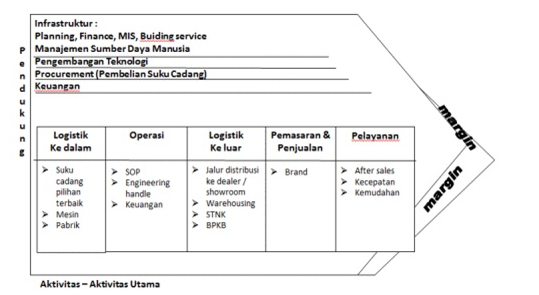 Infrastruktur :
Planning, Finance, MIS, Buiding service
Manajemen Sumber Daya Manusia
Pengembangan Teknologi
Procurement (Pembelian Suku Cadang)
Keuangan
Pendukung
margin
margin
Logistik
Ke dalam
Operasi
Logistik
Ke luar
Pemasaran &
Penjualan
Pelayanan
➢ Suku
cadang
pilihan
terbaik
➢ Mesin
➢ Pabrik
➢ SOP
➢ Engineering
handle
➢ Keuangan
➢ Jalur distribusi
ke dealer /
showroom
➢ Warehousing
➢ STNK
➢ BPKB
➢ Brand
➢ After sales
➢ Kecepatan
➢ Kemudahan
Aktivitas – Aktivitas Utama